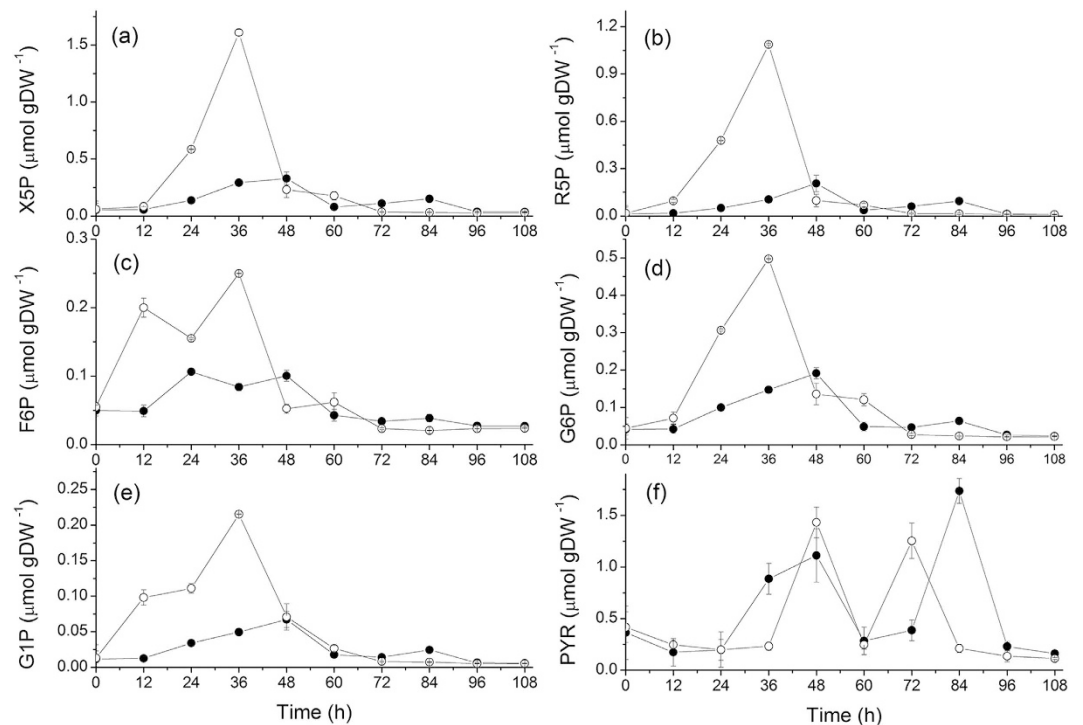 (a)
X5P (μmol gDW⁻¹)
1.5
1.0
0.5
0.0
0 12 24 36 48 60 72 84 96 108
(b)
R5P (μmol gDW⁻¹)
1.2
0.9
0.6
0.3
0.0
0 12 24 36 48 60 72 84 96 108
(c)
F6P (μmol gDW⁻¹)
0.3
0.2
0.1
0.0
0 12 24 36 48 60 72 84 96 108
(d)
G6P (μmol gDW⁻¹)
0.5
0.4
0.3
0.2
0.1
0.0
0 12 24 36 48 60 72 84 96 108
(e)
G1P (μmol gDW⁻¹)
0.25
0.20
0.15
0.10
0.05
0.00
0 12 24 36 48 60 72 84 96 108
Time (h)
(f)
PYR (μmol gDW⁻¹)
1.5
1.0
0.5
0.0
0 12 24 36 48 60 72 84 96 108
Time (h)